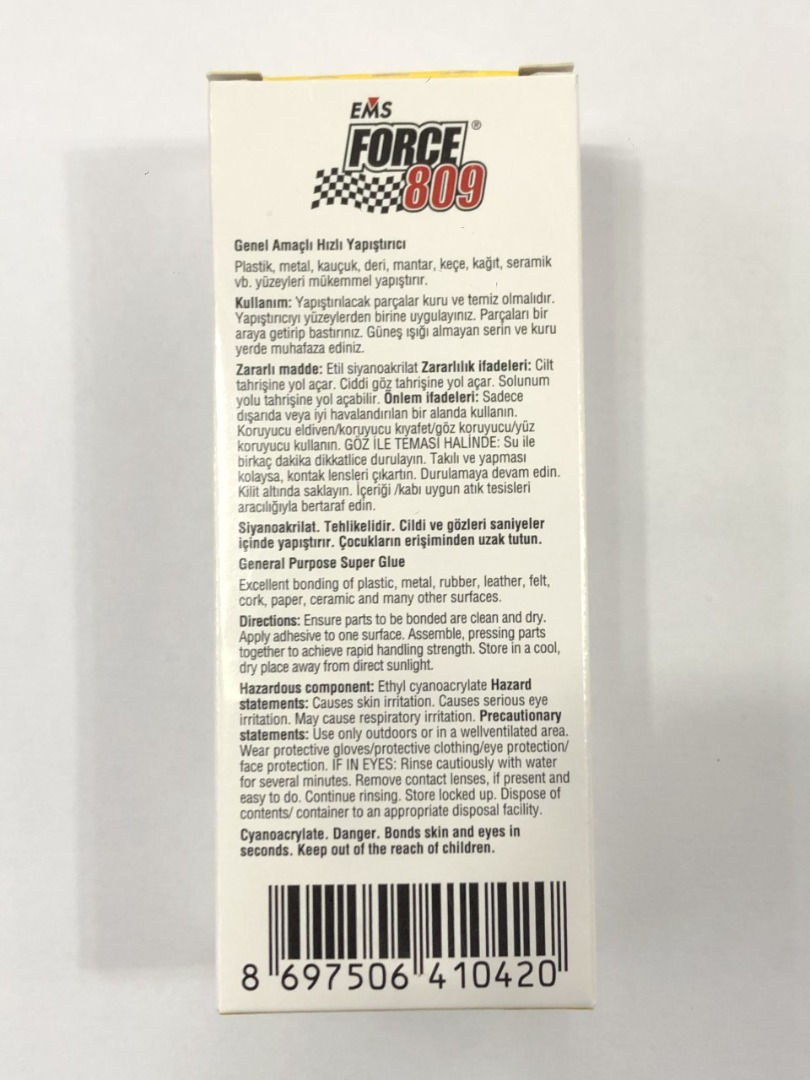 EMS
FORCE®
809
Genel Amaçlı Hızlı Yapıştırıcı
Plastik, metal, kauçuk, deri, mantar, keçe, kağıt, seramik
vb. yüzeyleri mükemmel yapıştırır.
Kullanım: Yapıştırılacak parçalar kuru ve temiz olmalıdır.
Yapıştırıcıyı yüzeylerden birine uygulayınız. Parçaları bir
araya getirip bastırınız. Güneş ışığı almayan serin ve kuru
yerde muhafaza ediniz.
Zararlı madde: Etil siyanoakrilat Zararlılık ifadeleri: Cilt
tahrişine yol açar. Ciddi göz tahrişine yol açar. Solunum
yolu tahrişine yol açabilir. Önlem ifadeleri: Sadece
dışarıda veya iyi havalandırılan bir alanda kullanın.
Koruyucu eldiven/koruyucu kıyafet/göz koruyucu/yüz
koruyucu kullanın. GÖZ İLE TEMASI HALİNDE: Su ile
birkaç dakika dikkatlice durulayın. Takılı ve yapması
kolaysa, kontak lensleri çıkartın. Durulamaya devam edin.
Kilit altında saklayın. İçeriği /kabı uygun atık tesisleri
aracılığıyla bertaraf edin.
Siyanoakrilat. Tehlikelidir. Cildi ve gözleri saniyeler
içinde yapıştırır. Çocukların erişiminden uzak tutun.
General Purpose Super Glue
Excellent bonding of plastic, metal, rubber, leather, felt,
cork, paper, ceramic and many other surfaces.
Directions: Ensure parts to be bonded are clean and dry.
Apply adhesive to one surface. Assemble, pressing parts
together to achieve rapid handling strength. Store in a cool,
dry place away from direct sunlight.
Hazardous component: Ethyl cyanoacrylate Hazard
statements: Causes skin irritation. Causes serious eye
irritation. May cause respiratory irritation. Precautionary
statements: Use only outdoors or in a wellventilated area.
Wear protective gloves/protective clothing/eye protection/
face protection. IF IN EYES: Rinse cautiously with water
for several minutes. Remove contact lenses, if present and
easy to do. Continue rinsing. Store locked up. Dispose of
contents/ container to an appropriate disposal facility.
Cyanoacrylate. Danger. Bonds skin and eyes in
seconds. Keep out of the reach of children.
8 697506 410420